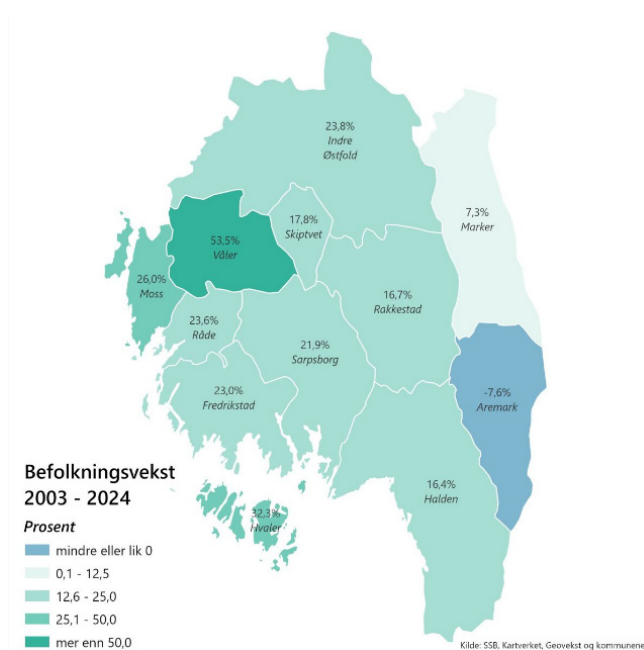 23,8%
Indre
Østfold
7,3%
Marker
17,8%
Skiptvet
53,5%
Våler
26,0%
Moss
16,7%
Rakkestad
23,6%
Råde
21,9%
Sarpsborg
-7,6%
Aremark
23,0%
Fredrikstad
16,4%
Halden
32,3%
Hvaler
Befolkningsvekst
2003 - 2024
Prosent
mindre eller lik 0
0,1 - 12,5
12,6 - 25,0
25,1 - 50,0
mer enn 50,0
Kilde: SSB, Kartverket, Geovekst og kommunene